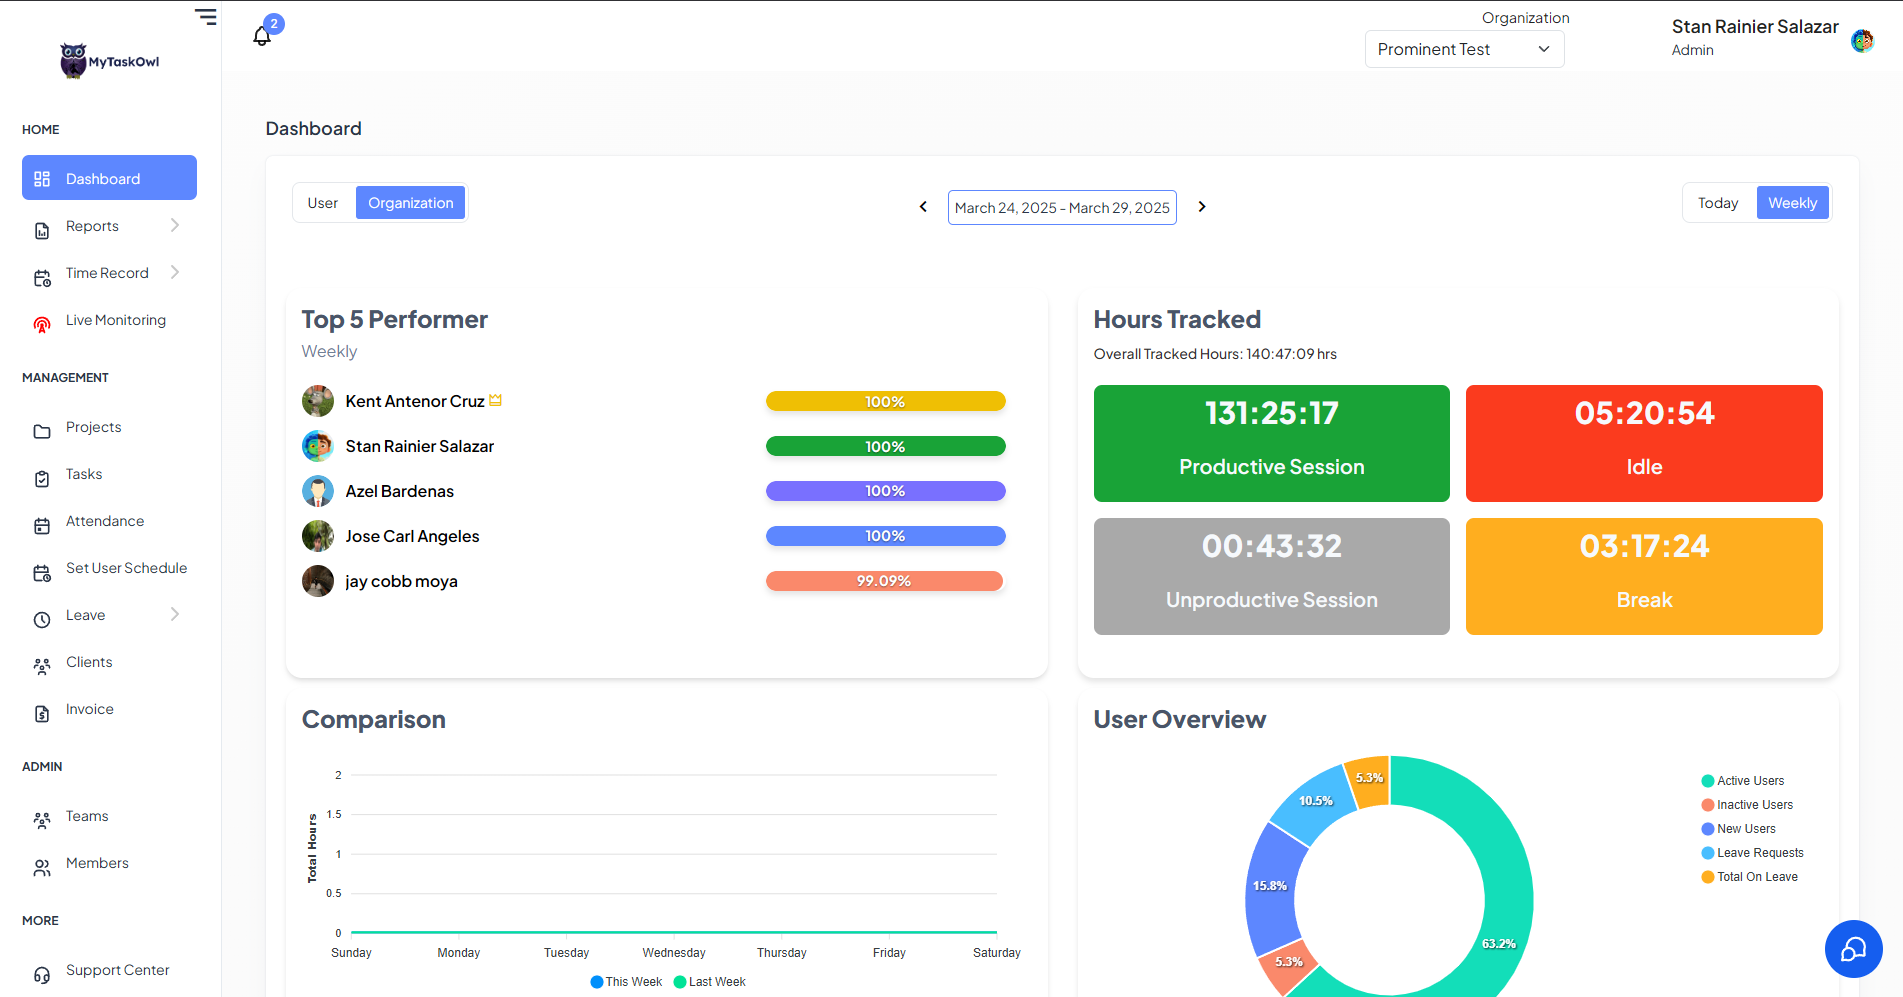 MyTaskOwl
HOME
Dashboard
Reports
Time Record
Live Monitoring
MANAGEMENT
Projects
Tasks
Attendance
Set User Schedule
Leave
Clients
Invoice
ADMIN
Teams
Members
MORE
Support Center
2
Organization
Prominent Test
Stan Rainier Salazar
Admin
Dashboard
User Organization
March 24, 2025 - March 29, 2025
Today Weekly
Top 5 Performer
Weekly
Kent Antenor Cruz 100%
Stan Rainier Salazar 100%
Azel Bardenas 100%
Jose Carl Angeles 100%
jay cobb moya 99.09%
Hours Tracked
Overall Tracked Hours: 140:47:09 hrs
131:25:17
Productive Session
05:20:54
Idle
00:43:32
Unproductive Session
03:17:24
Break
Comparison
Total Hours
2
1.5
1
0.5
0
Sunday Monday Tuesday Wednesday Thursday Friday Saturday
This Week Last Week
User Overview
5.3%
10.5%
15.8%
5.3%
63.2%
Active Users
Inactive Users
New Users
Leave Requests
Total On Leave